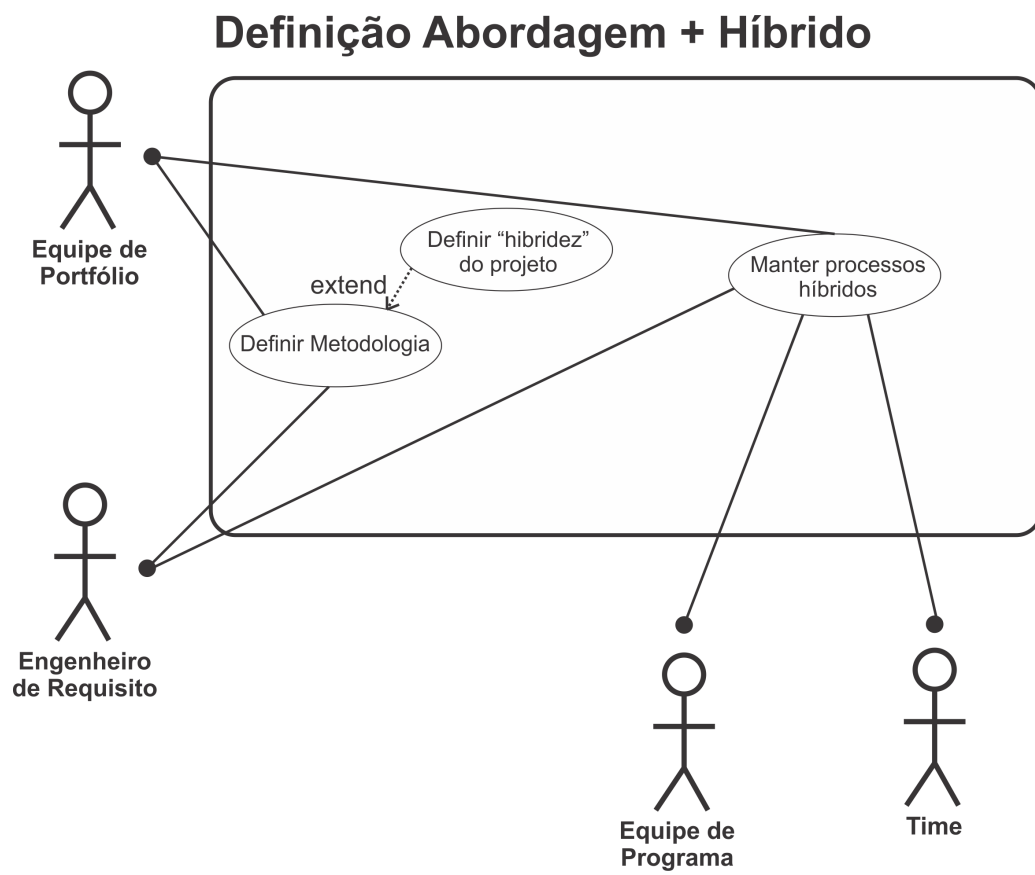 Definição Abordagem + Híbrido
Equipe de
Portfólio
Definir “hibridez”
do projeto
Manter processos
híbridos
extend
Definir Metodologia
Engenheiro
de Requisito
Equipe de
Programa
Time